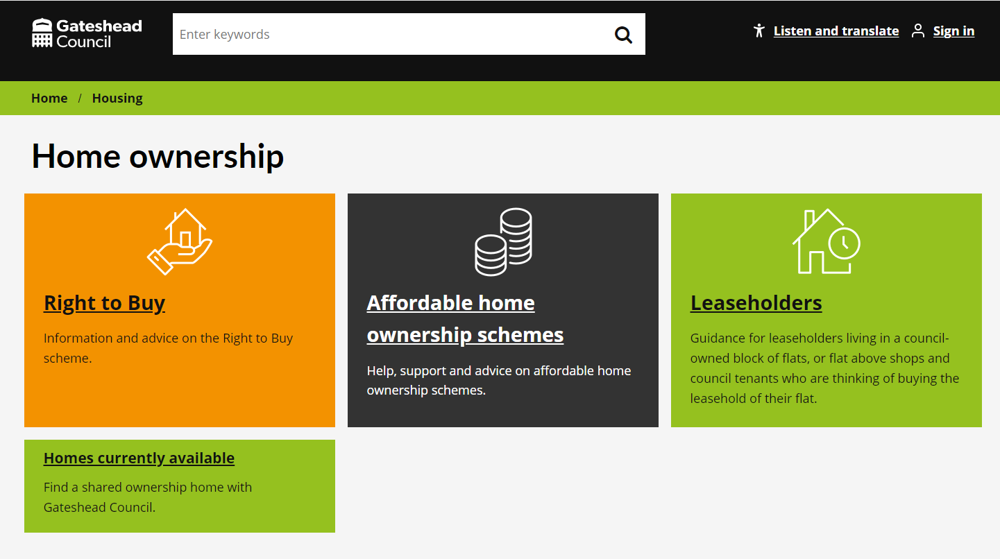 Gateshead
Council
Enter keywords
Listen and translate
Sign in
Home / Housing
Home ownership
Right to Buy
Information and advice on the Right to Buy
scheme.
Affordable home
ownership schemes
Help, support and advice on affordable home
ownership schemes.
Leaseholders
Guidance for leaseholders living in a council-
owned block of flats, or flat above shops and
council tenants who are thinking of buying the
leasehold of their flat.
Homes currently available
Find a shared ownership home with
Gateshead Council.